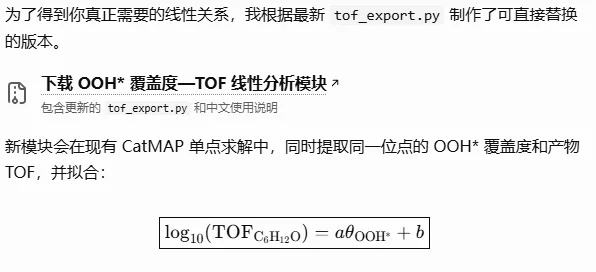 为了得到你真正需要的线性关系，我根据最新 tof_export.py 制作了可直接替换
的版本。
下载 OOH* 覆盖度—TOF 线性分析模块↗
包含更新的 tof_export.py 和中文使用说明
新模块会在现有 CatMAP 单点求解中，同时提取同一位点的 OOH* 覆盖度和产物
TOF，并拟合：
log₁₀(TOF_C₆H₁₂O) = aθ_OOH* + b